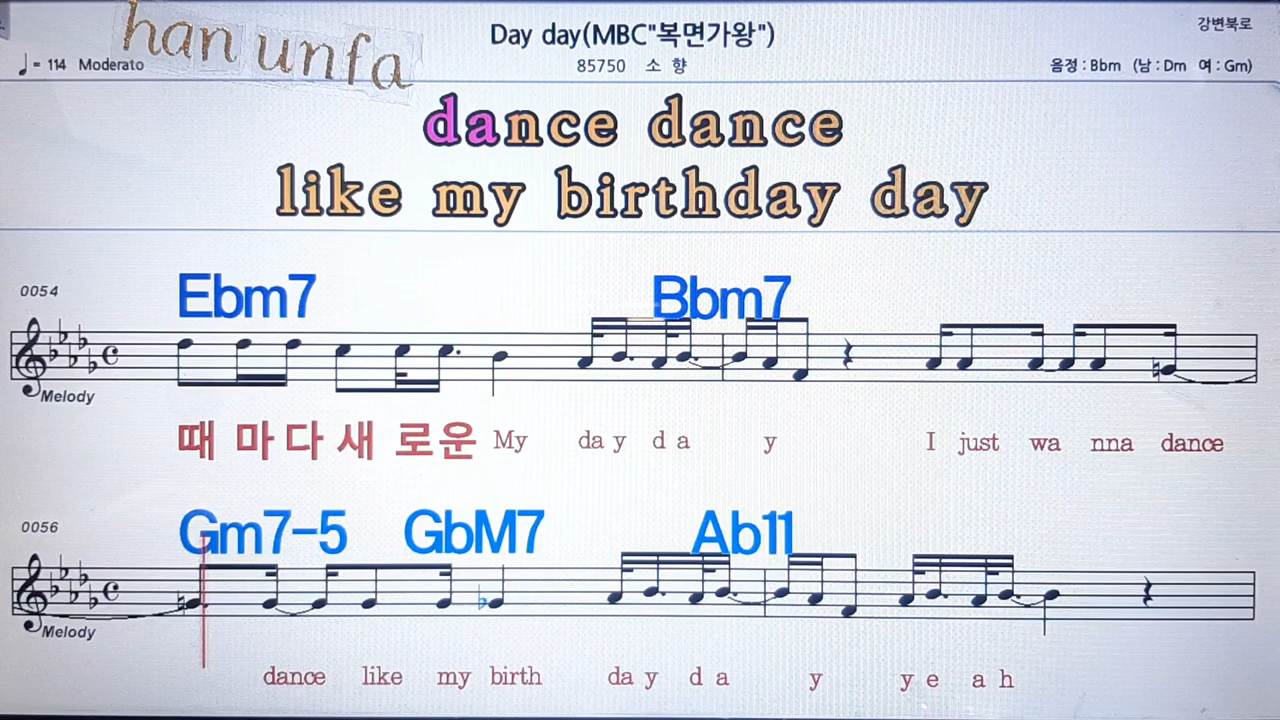 han unfa
Day day(MBC"복면가왕")
강변북로
♩= 114 Moderato
85750 소 향
음정 : Bbm (남 : Dm 여 : Gm)
dance dance
like my birthday day
0054
Ebm7 Bbm7
Melody
때 마 다 새 로 운 My da y d a y I just wa nna dance
0056
Gm7-5 GbM7 Ab11
Melody
dance like my birth da y d a y y e a h